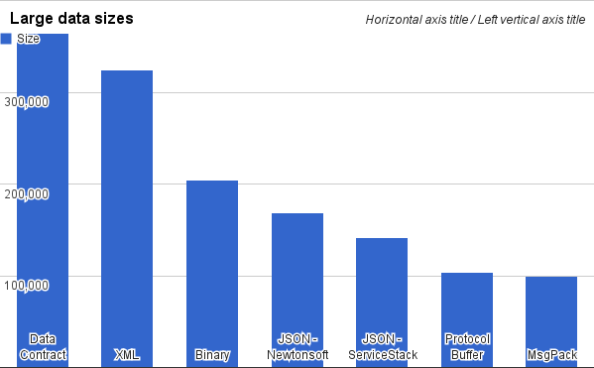 Large data sizes
Horizontal axis title / Left vertical axis title
Size
300,000
200,000
100,000
Data
Contract
XML
Binary
JSON -
Newtonsoft
JSON -
ServiceStack
Protocol
Buffer
MsgPack